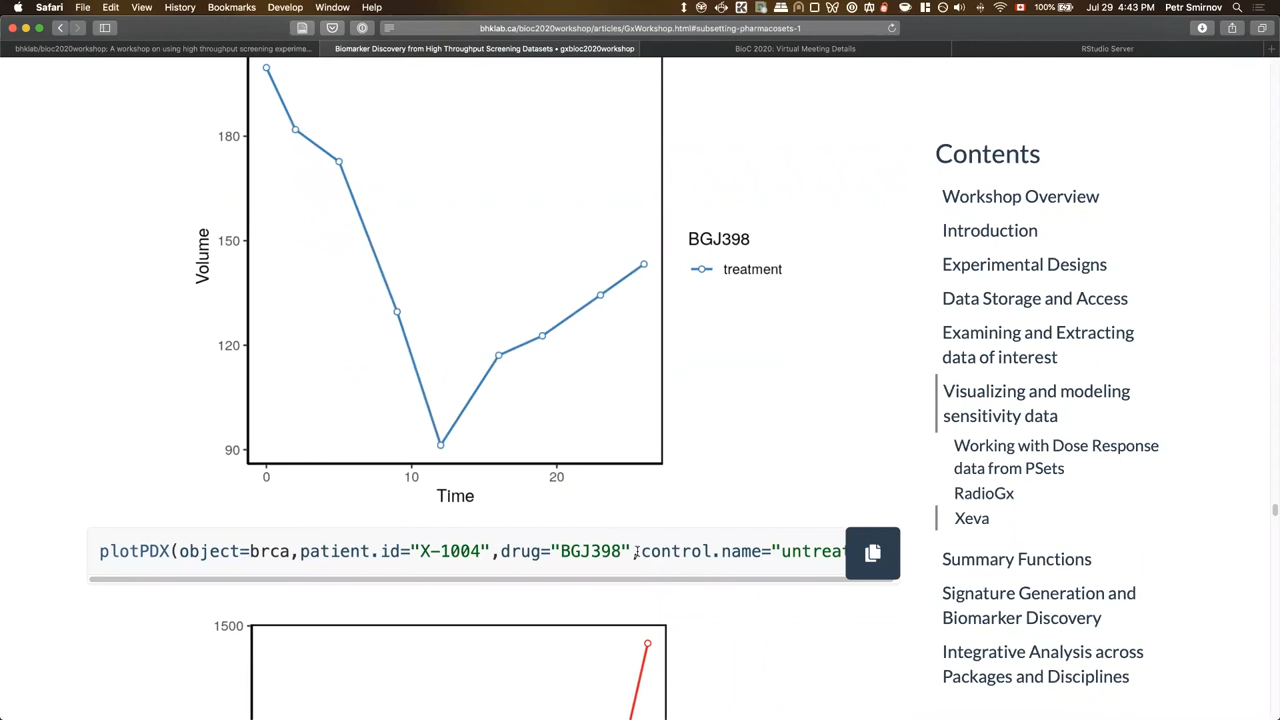 Safari File Edit View History Bookmarks Develop Window Help
100% Jul 29 4:43 PM Petr Smirnov
bhklab.ca/bioc2020workshop/articles/GxWorkshop.html#subsetting-pharmacosets-1
bhklab/bioc2020workshop: A workshop on using high throughput screening experime...
Biomarker Discovery from High Throughput Screening Datasets • gxbioc2020workshop
BioC 2020: Virtual Meeting Details
RStudio Server
180
150
120
90
Volume
0 10 20
Time
BGJ398
treatment
plotPDX(object=brca,patient.id="X-1004",drug="BGJ398",control.name="untreat
1500
Contents
Workshop Overview
Introduction
Experimental Designs
Data Storage and Access
Examining and Extracting
data of interest
Visualizing and modeling
sensitivity data
Working with Dose Response
data from PSets
RadioGx
Xeva
Summary Functions
Signature Generation and
Biomarker Discovery
Integrative Analysis across
Packages and Disciplines